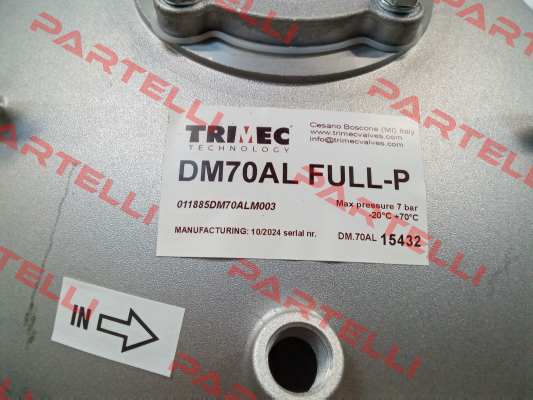 TRIMEC
TECHNOLOGY
Cesano Boscone (MI) Italy
www.trimecvalves.com
info@trimecvalves.com
DM70AL FULL-P
011885DM70ALM003
Max pressure 7 bar
-20°C +70°C
MANUFACTURING: 10/2024 serial nr. DM.70AL 15432
IN
PARTELLI
PARTELLI
PARTELLI
PARTELLI
PARTELLI
PARTELLI